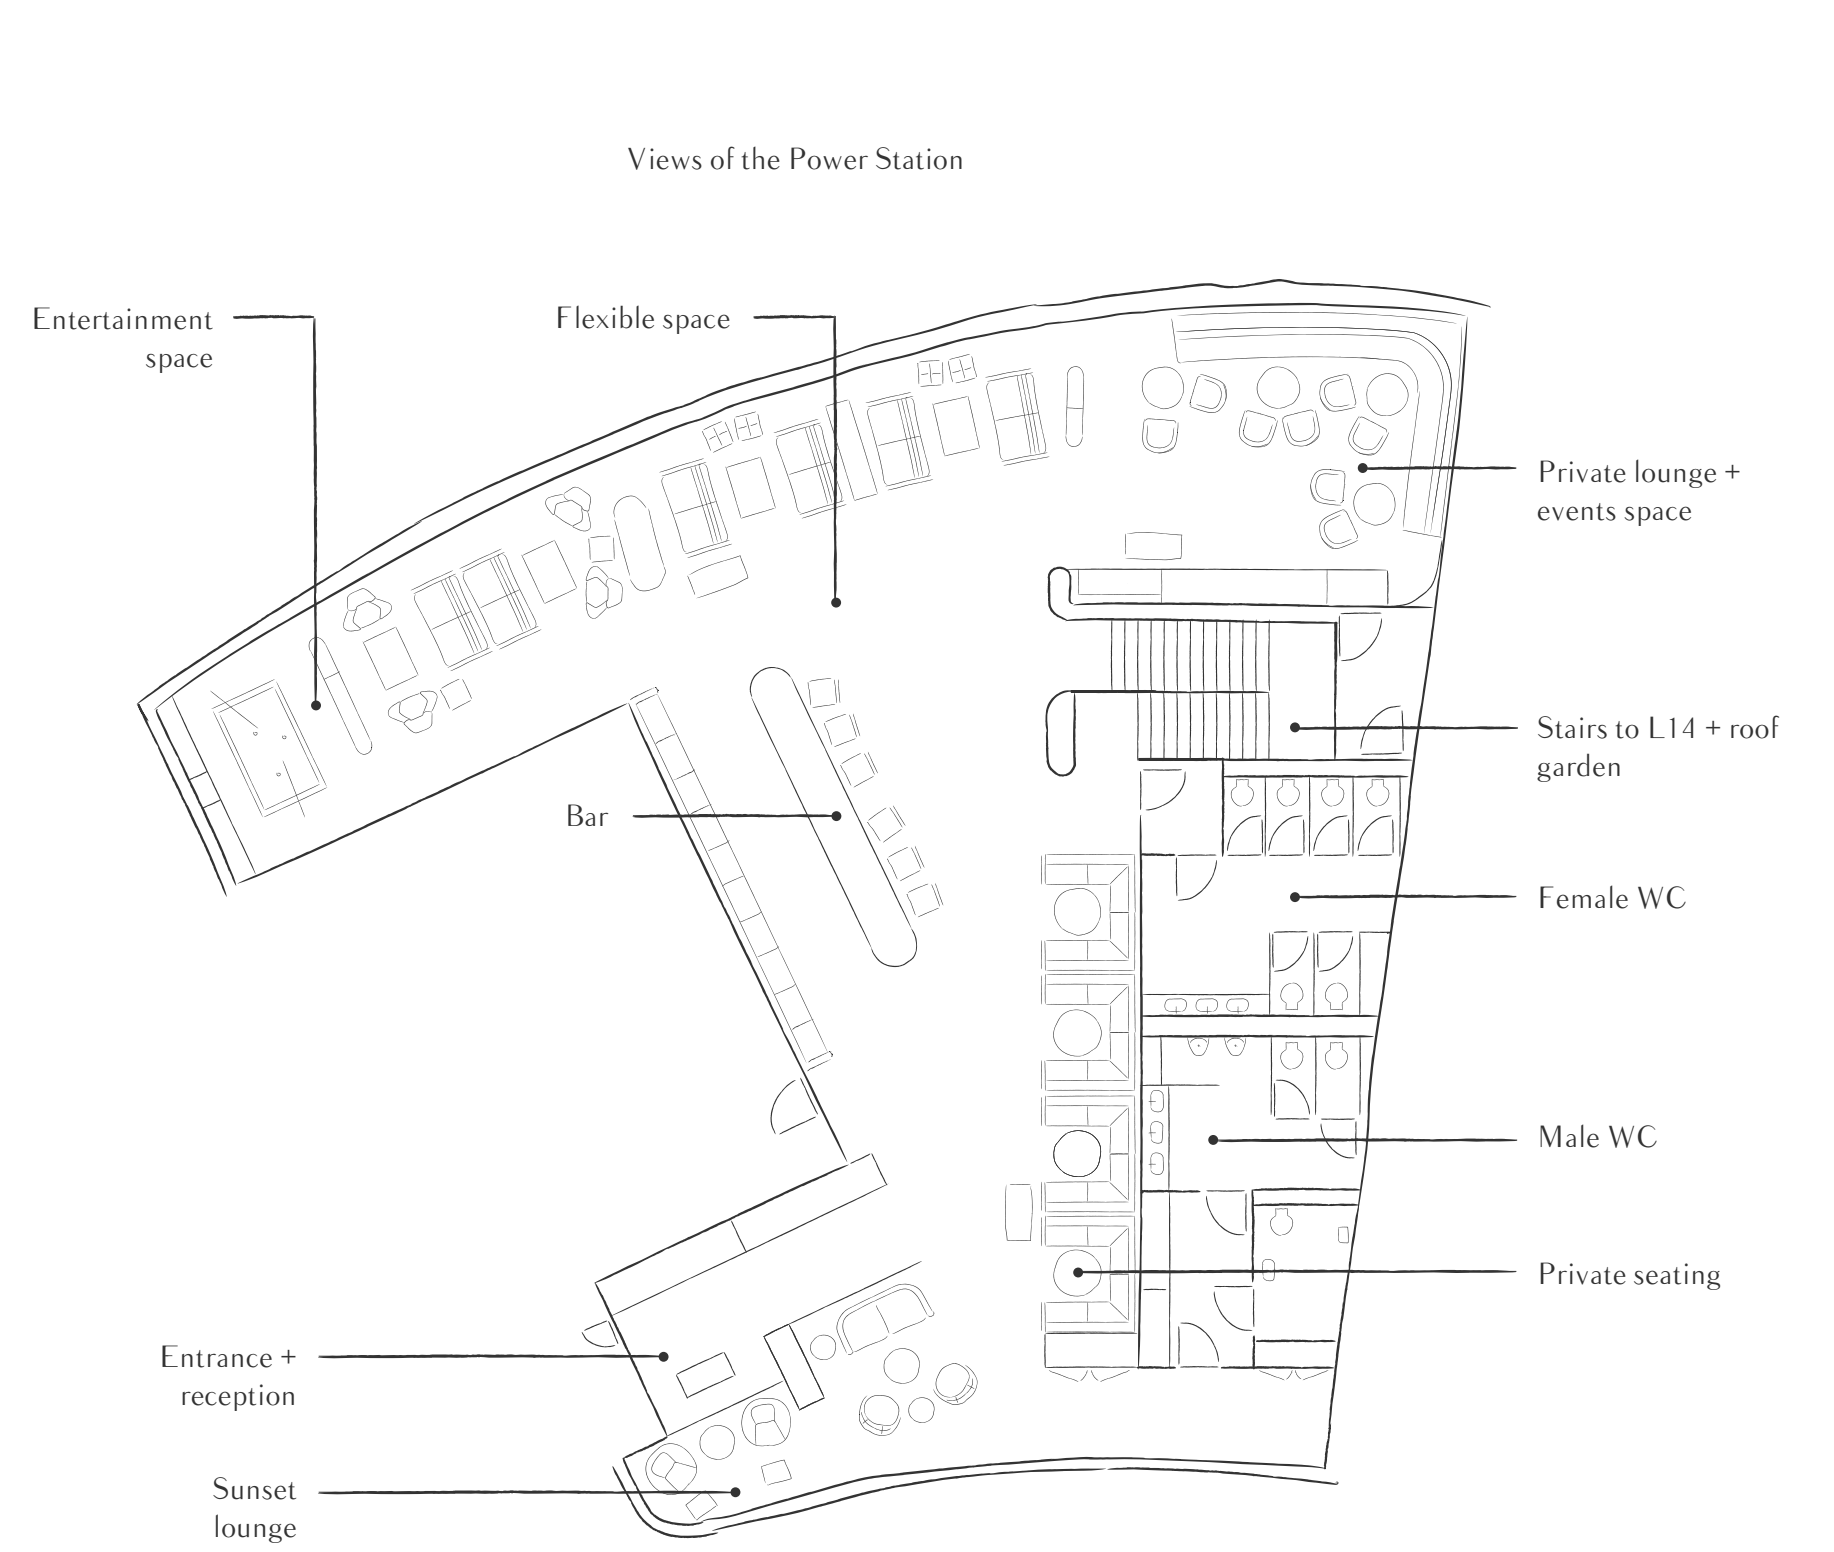 Views of the Power Station
Entertainment
space
Flexible space
Private lounge +
events space
Stairs to L14 + roof
garden
Bar
Female WC
Male WC
Private seating
Entrance +
reception
Sunset
lounge